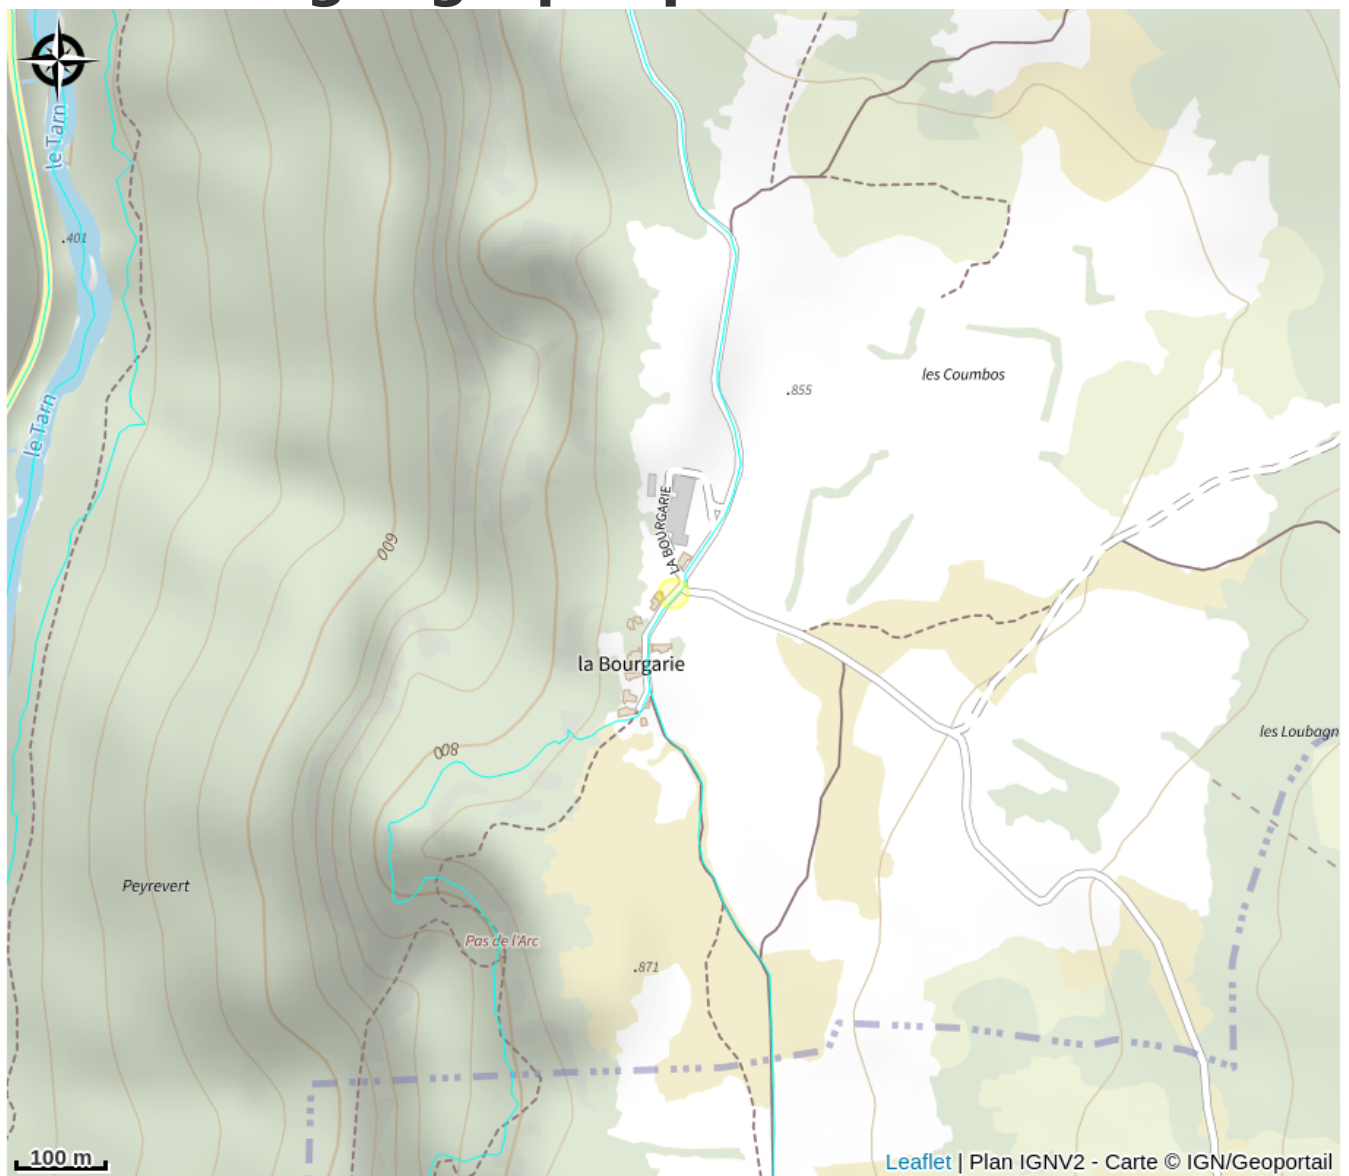 le Tarn
.401
le Tarn
.855
les Coumbos
LA BOURGARIE
600
la Bourgarie
800
les Loubagn
Peyrevert
Pas de l'Arc
.871
100 m
Leaflet | Plan IGNV2 - Carte © IGN/Geoportail